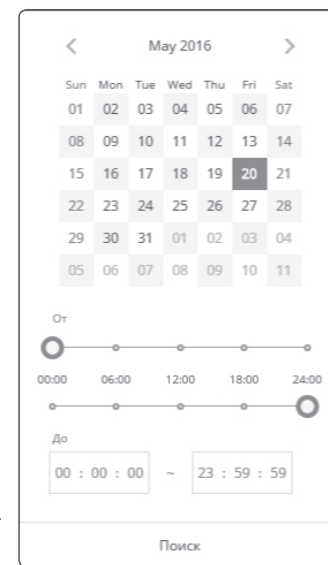 May 2016
Sun Mon Tue Wed Thu Fri Sat
01 02 03 04 05 06 07
08 09 10 11 12 13 14
15 16 17 18 19 20 21
22 23 24 25 26 27 28
29 30 31 01 02 03 04
05 06 07 08 09 10 11
От
00:00 06:00 12:00 18:00 24:00
До
00 : 00 : 00 ~ 23 : 59 : 59
Поиск